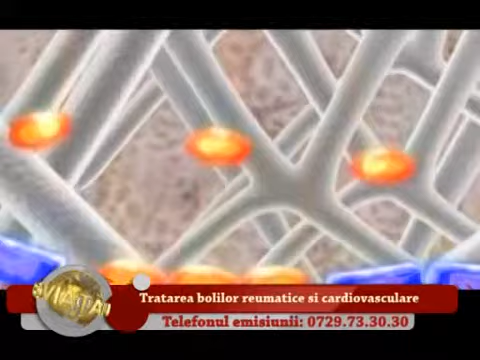 Tratarea bolilor reumatice si cardiovasculare
Telefonul emisiunii: 0729.73.30.30